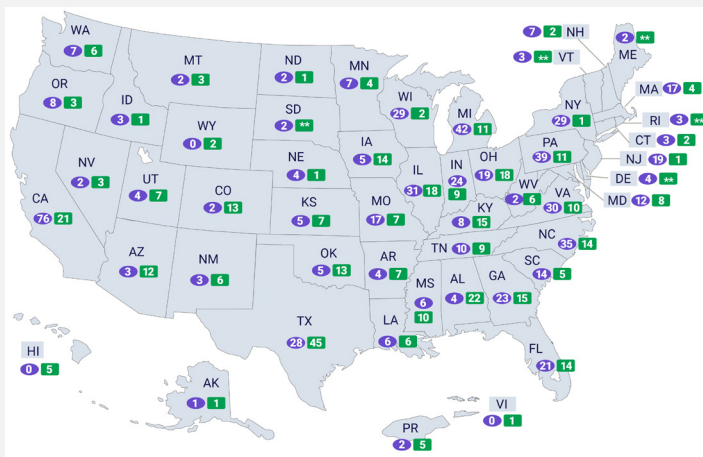 WA
7 6
OR
8 3
CA
76 21
ID
3 1
NV
2 3
MT
2 3
WY
0 2
UT
4 7
AZ
3 12
CO
2 13
NM
3 6
ND
2 1
SD
2 **
NE
4 1
KS
5 7
OK
5 13
TX
28 45
MN
7 4
IA
5 14
MO
17 7
AR
4 7
LA
6 6
WI
29 2
IL
31 18
MI
42 11
IN
24
9
OH
19 18
KY
8 15
TN 10 9
MS
6
10
AL
4 22
GA
23 15
FL
21 14
SC
14 5
NC
35 14
VA
30 10
WV
2 6
PA
39 11
NY
29 1
7 2 NH
3 ** VT
2 **
ME
MA 17 4
RI 3 **
CT 3 2
NJ 19 1
DE 4 **
MD 12 8
HI
0 5
AK
1 1
PR
2 5
VI
0 1